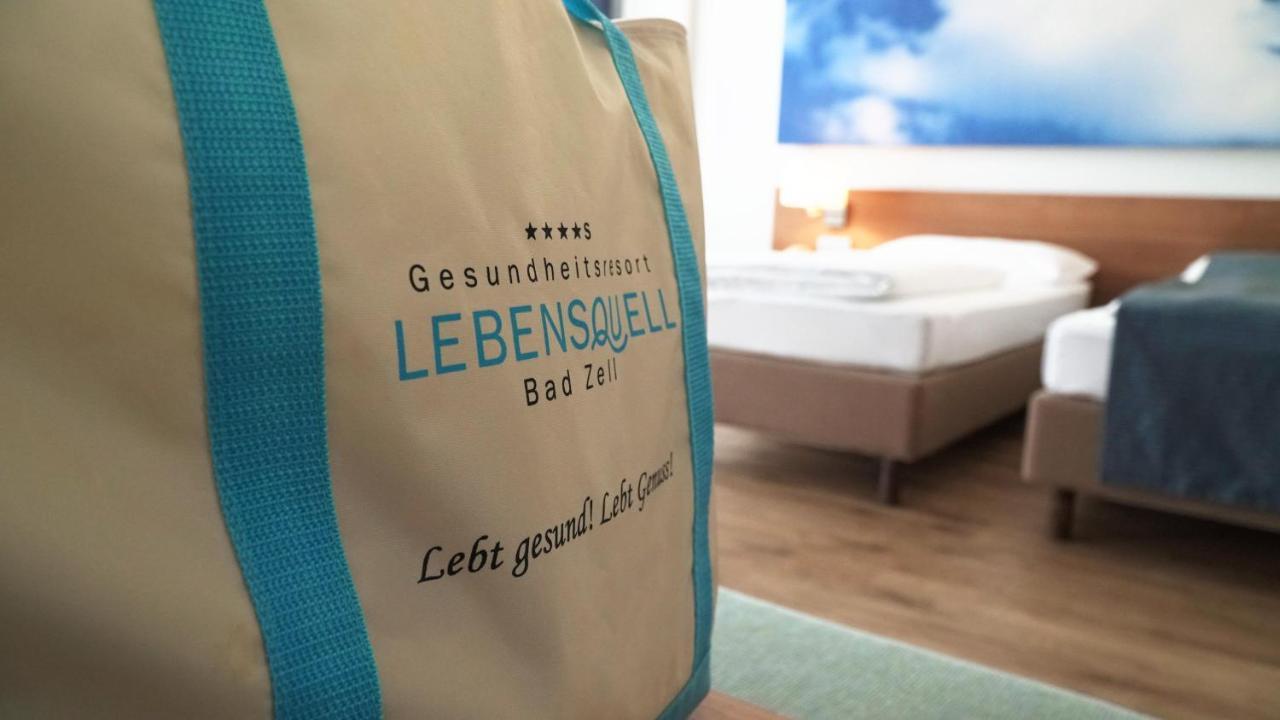 ★★★★S
Gesundheitsresort
LEBENSQUELL
Bad Zell
Lebt gesund! Lebt Genuss!